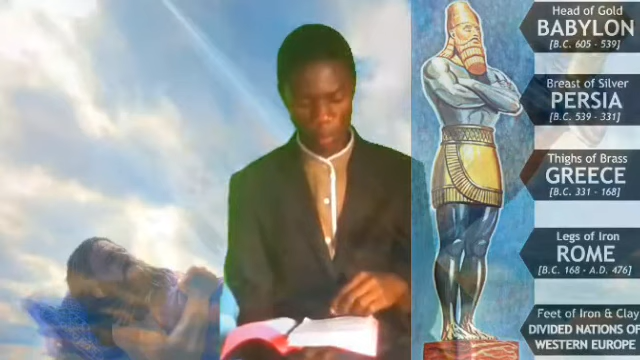 Head of Gold
BABYLON
[B.C. 605 - 539]
Breast of Silver
PERSIA
[B.C. 539 - 331]
Thighs of Brass
GREECE
[B.C. 331 - 168]
Legs of Iron
ROME
[B.C. 168 - A.D. 476]
Feet of Iron & Clay
DIVIDED NATIONS OF
WESTERN EUROPE